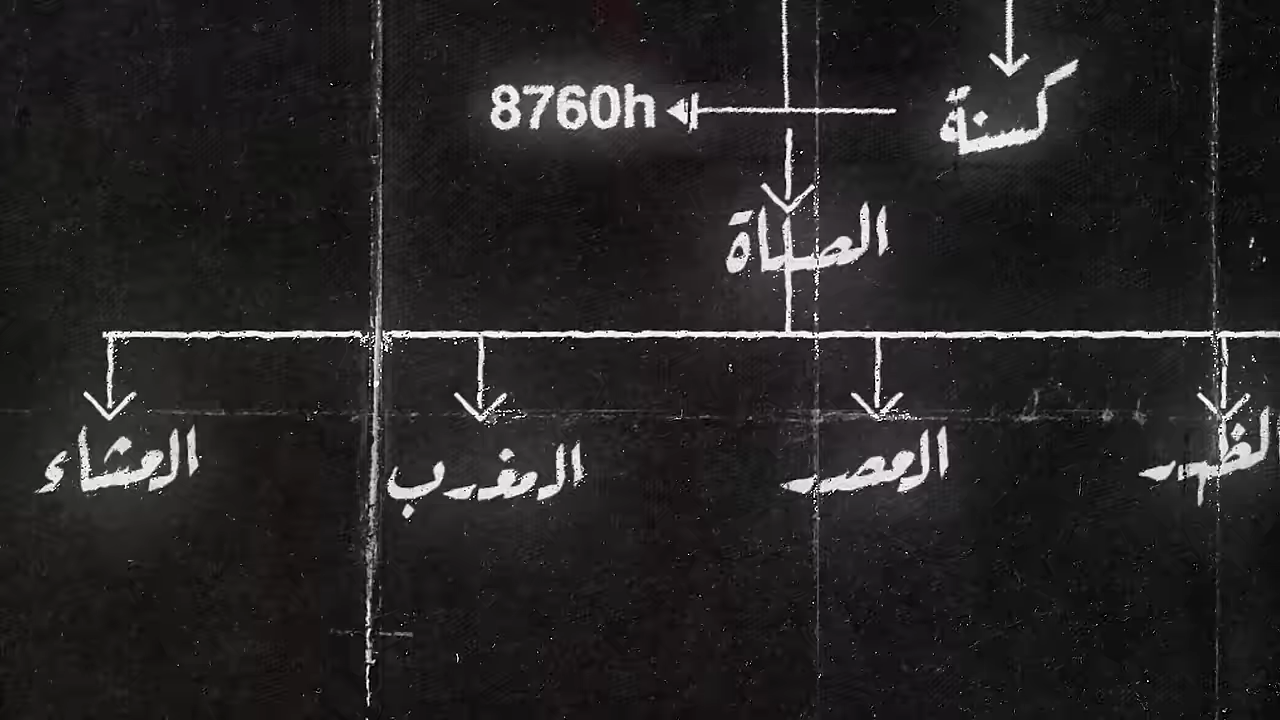 كسنة
8760h
الصلاة
الظهر
العصر
المغرب
العشاء